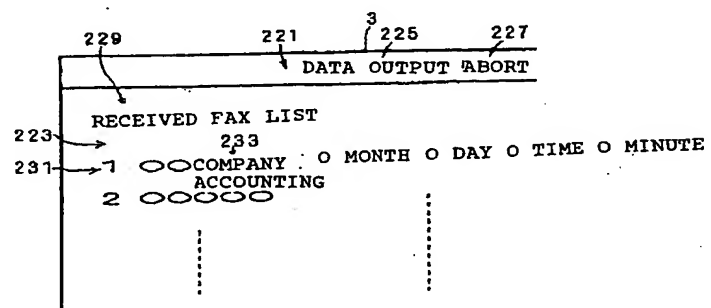 3
229 221 225 227
DATA OUTPUT ABORT
RECEIVED FAX LIST
223 233
231 1 ○○COMPANY ○ MONTH ○ DAY ○ TIME ○ MINUTE
ACCOUNTING
2 ○○○○○